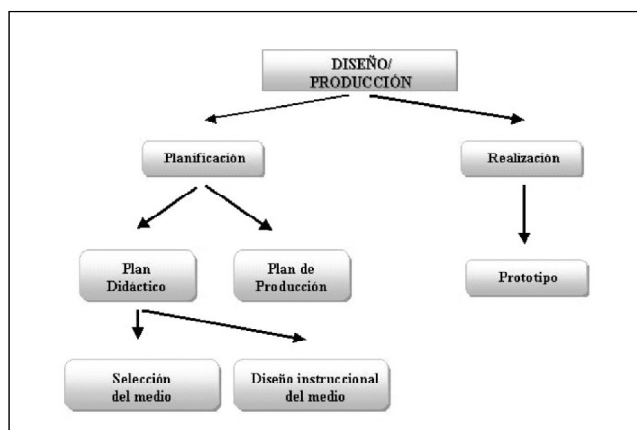 DISEÑO/
PRODUCCIÓN
Planificación
Realización
Plan
Didáctico
Plan de
Producción
Prototipo
Selección
del medio
Diseño instruccional
del medio